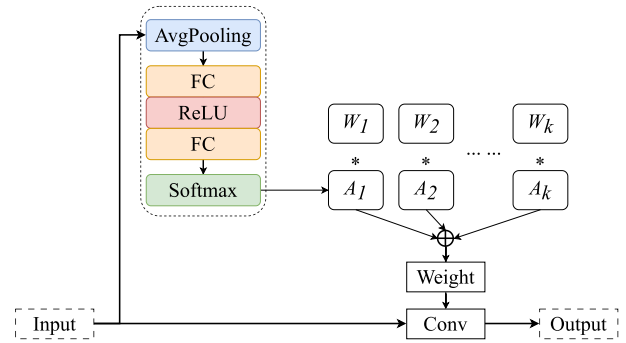 AvgPooling
FC
ReLU
FC
Softmax
W1 W2 ... ... Wk
* * *
A1 A2 Ak
Weight
Input
Conv
Output